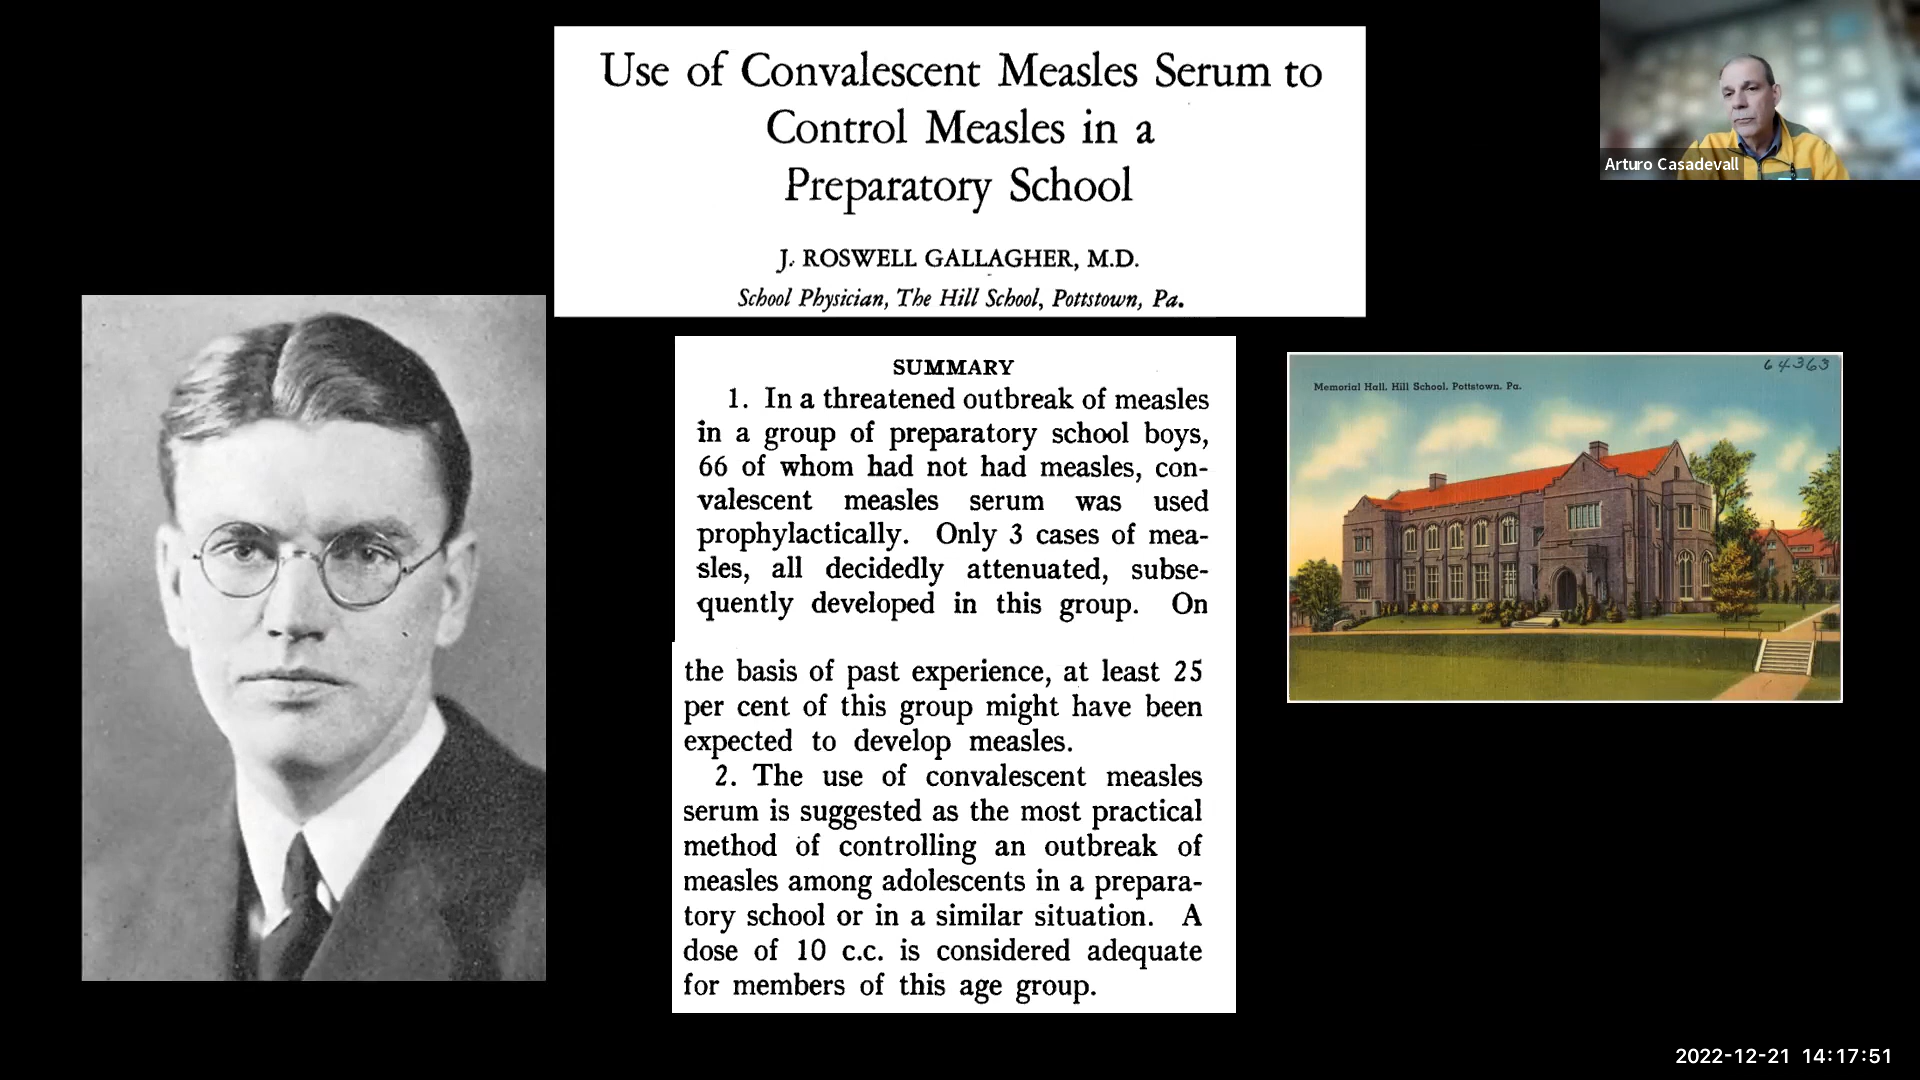 Use of Convalescent Measles Serum to
Control Measles in a
Preparatory School
J. ROSWELL GALLAGHER, M.D.
School Physician, The Hill School, Pottstown, Pa.
Arturo Casadevall
SUMMARY
1. In a threatened outbreak of measles
in a group of preparatory school boys,
66 of whom had not had measles, con-
valescent measles serum was used
prophylactically. Only 3 cases of mea-
sles, all decidedly attenuated, subse-
quently developed in this group. On
the basis of past experience, at least 25
per cent of this group might have been
expected to develop measles.
2. The use of convalescent measles
serum is suggested as the most practical
method of controlling an outbreak of
measles among adolescents in a prepara-
tory school or in a similar situation. A
dose of 10 c.c. is considered adequate
for members of this age group.
64363
Memorial Hall, Hill School, Pottstown, Pa.
2022-12-21 14:17:51